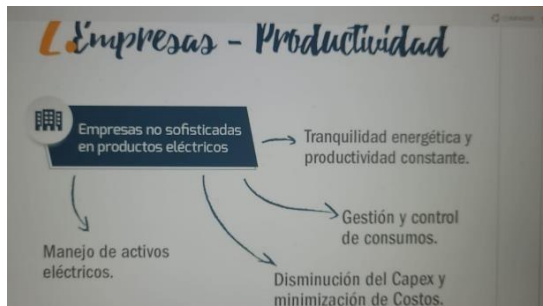 Empresas - Productividad
Empresas no sofisticadas
en productos eléctricos
Tranquilidad energética y
productividad constante.
Gestión y control
de consumos.
Manejo de activos
eléctricos.
Disminución del Capex y
minimización de Costos.